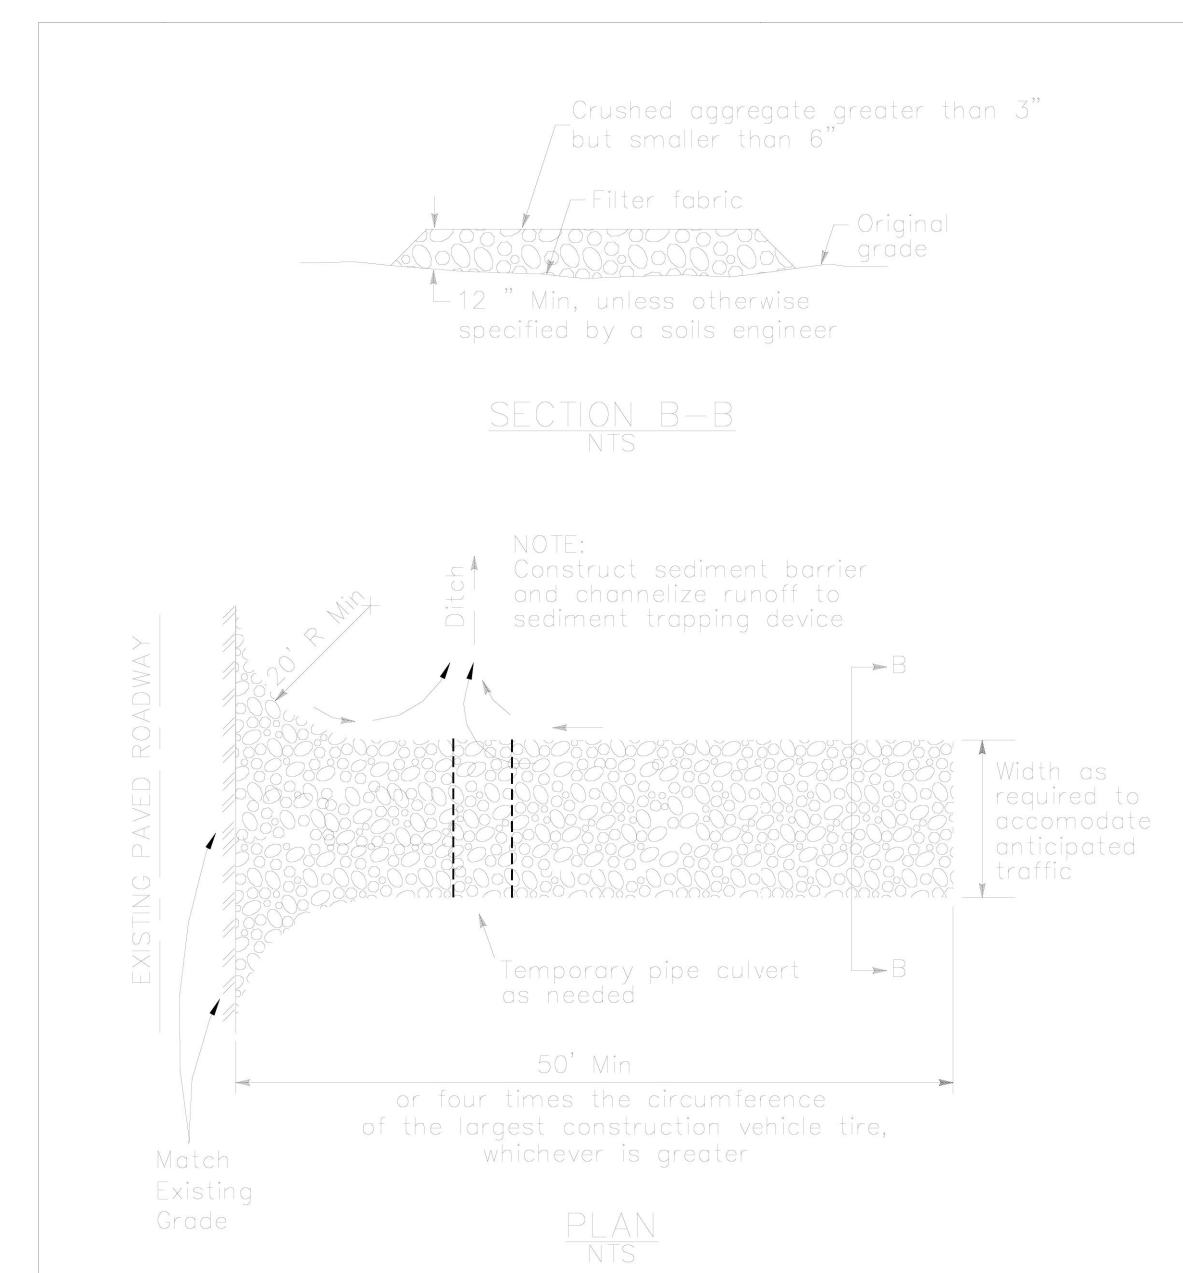 Crushed aggregate greater than 3"
but smaller than 6"
Filter fabric
Original
grade
12 " Min, unless otherwise
specified by a soils engineer
SECTION B-B
NTS
NOTE:
Construct sediment barrier
and channelize runoff to
sediment trapping device
Ditch
20' R Min
EXISTING PAVED ROADWAY
B
Width as
required to
accomodate
anticipated
traffic
B
Temporary pipe culvert
as needed
50' Min
or four times the circumference
of the largest construction vehicle tire,
whichever is greater
Match
Existing
Grade
PLAN
NTS